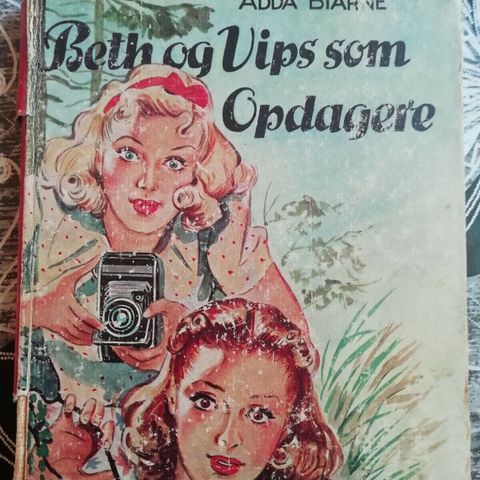 ADDA BIARNE
Beth og Vips som
Opdagere